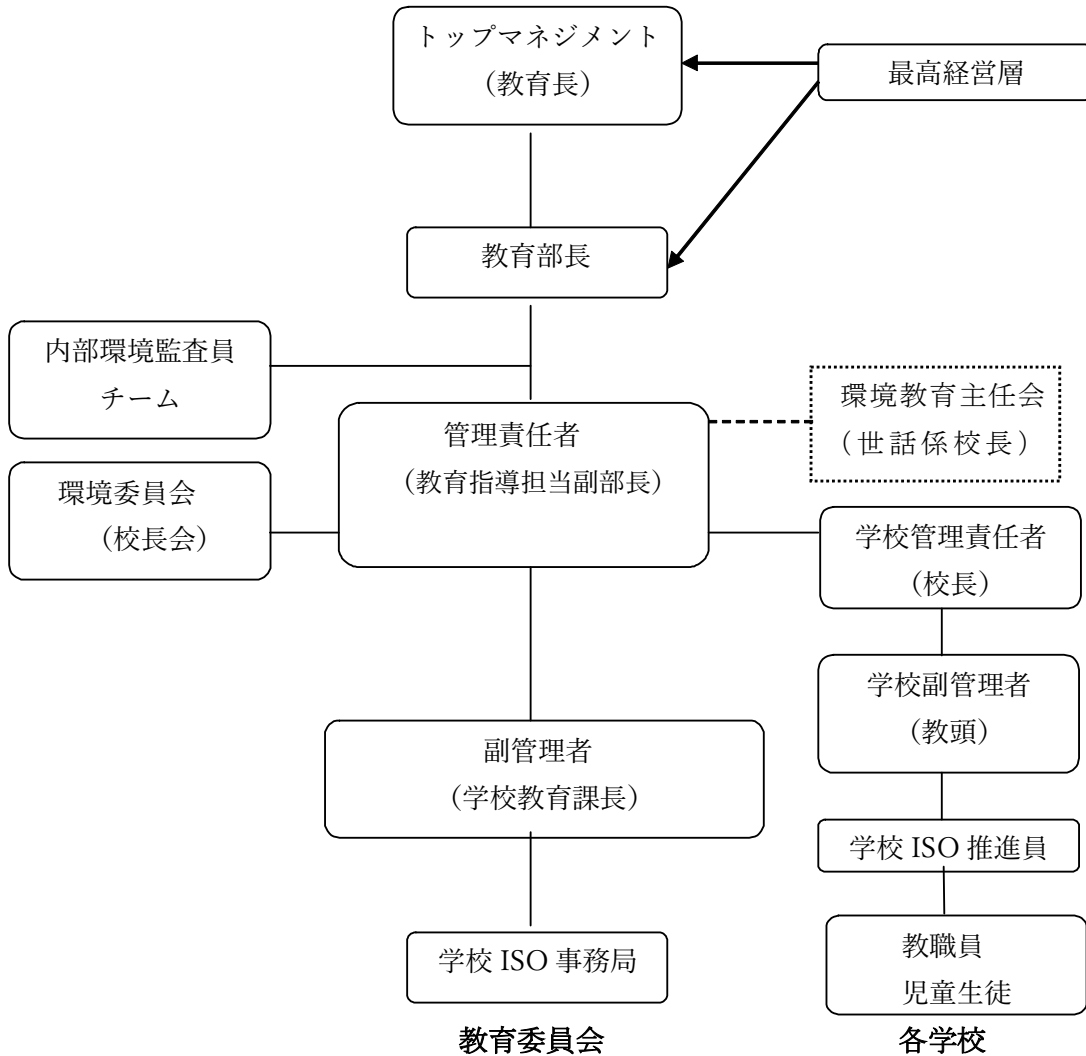 トップマネジメント
(教育長)
最高経営層
教育部長
内部環境監査員
チーム
環境教育主任会
(世話係校長)
管理責任者
(教育指導担当副部長)
環境委員会
(校長会)
学校管理責任者
(校長)
学校副管理者
(教頭)
副管理者
(学校教育課長)
学校 ISO 推進員
学校 ISO 事務局
教職員
児童生徒
教育委員会
各学校